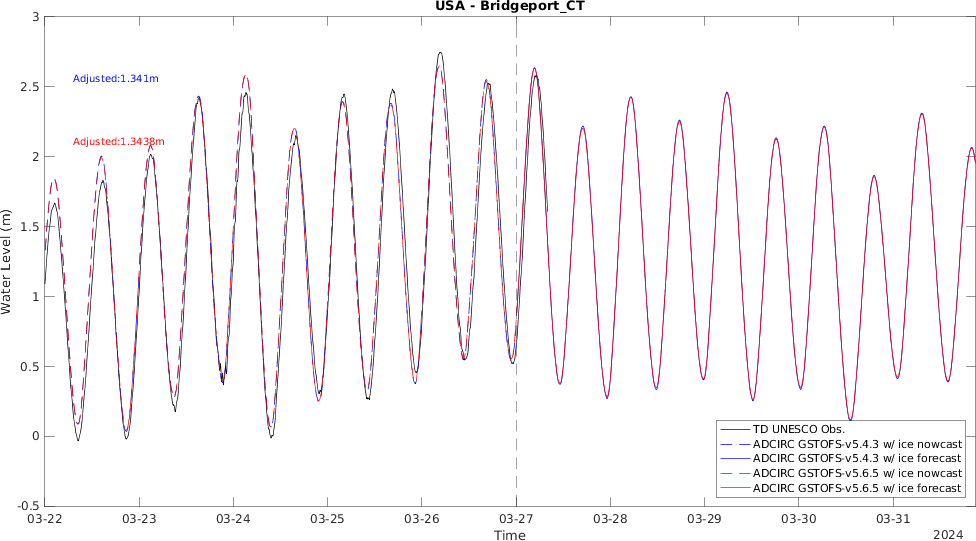 USA - Bridgeport_CT
3
2.5
2
1.5
1
0.5
0
-0.5
Water Level (m)
Adjusted:1.341m
Adjusted:1.3438m
TD UNESCO Obs.
ADCIRC GSTOFS-v5.4.3 w/ ice nowcast
ADCIRC GSTOFS-v5.4.3 w/ ice forecast
ADCIRC GSTOFS-v5.6.5 w/ ice nowcast
ADCIRC GSTOFS-v5.6.5 w/ ice forecast
03-22 03-23 03-24 03-25 03-26 03-27 03-28 03-29 03-30 03-31
Time
2024